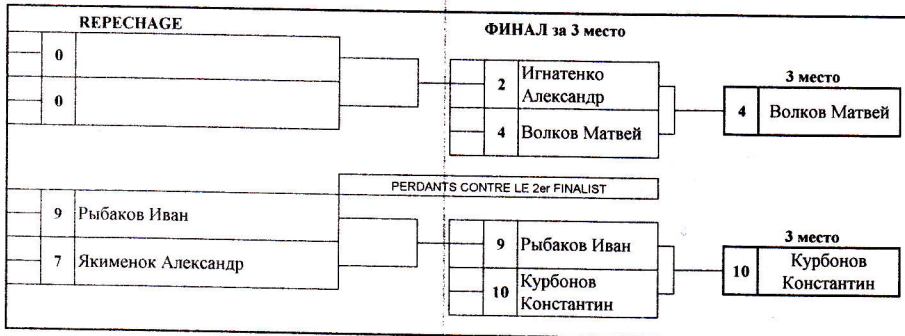 REPECHAGE
ФИНАЛ за 3 место
0
0
2 Игнатенко
Александр
4 Волков Матвей
3 место
4 Волков Матвей
PERDANTS CONTRE LE 2er FINALIST
9 Рыбаков Иван
7 Якименок Александр
9 Рыбаков Иван
10 Курбонов
Константин
3 место
10 Курбонов
Константин